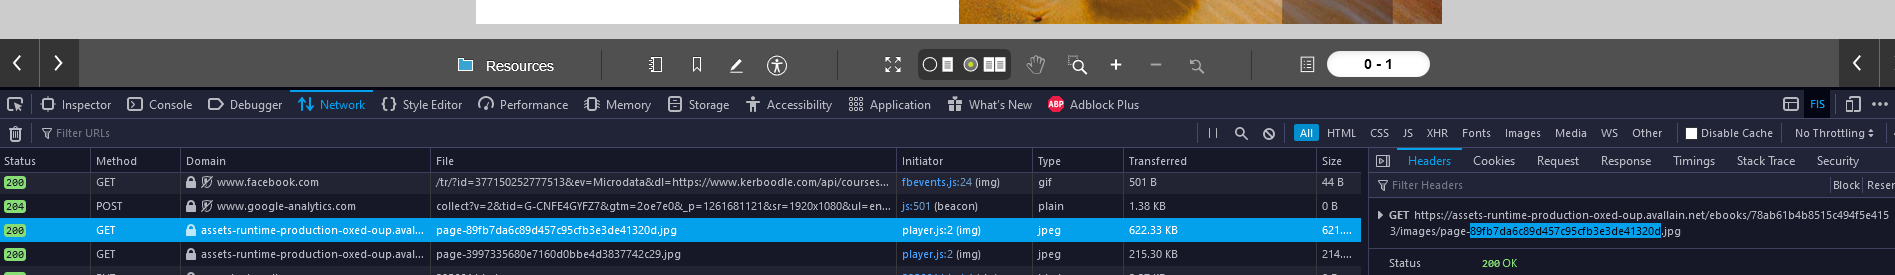 Resources
0 - 1
Inspector Console Debugger Network Style Editor Performance Memory Storage Accessibility Application What's New ABP Adblock Plus FIS
Filter URLs
All HTML CSS JS XHR Fonts Images Media WS Other Disable Cache No Throttling
Status Method Domain File Initiator Type Transferred Size
200 GET www.facebook.com /tr/?id=377150252777513&ev=Microdata&dl=https://www.kerboodle.com/api/courses... fbevents.js:24 (img) gif 501 B 44 B
204 POST www.google-analytics.com collect?v=2&tid=G-CNFE4GYFZ7&gtm=2oe7e0&_p=1261681121&sr=1920x1080&ul=en... js:501 (beacon) plain 1.38 KB 0 B
200 GET assets-runtime-production-oxed-oup.aval... page-89fb7da6c89d457c95cfb3e3de41320d.jpg player.js:2 (img) jpeg 622.33 KB 621....
200 GET assets-runtime-production-oxed-oup.aval... page-3997335680e7160d0bbe4d3837742c29.jpg player.js:2 (img) jpeg 215.30 KB 214....
Headers Cookies Request Response Timings Stack Trace Security
Filter Headers Block Reser
GET https://assets-runtime-production-oxed-oup.avallain.net/ebooks/78ab61b4b8515c494f5e415
3/images/page-89fb7da6c89d457c95cfb3e3de41320d.jpg
Status 200 OK